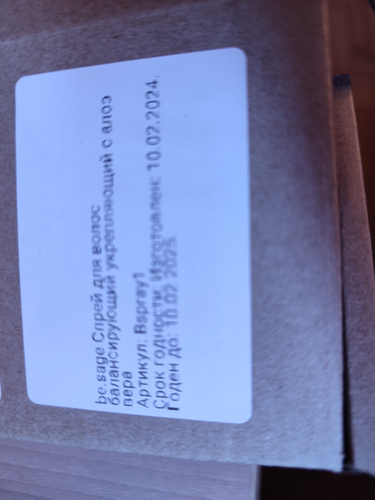 be.sage Спрей для волос
балансирующий укрепляющий с алоэ
вера
Артикул: Bspray1
Срок годности: Изготовлен: 10.02.2024.
Годен до: 10.02.2025.